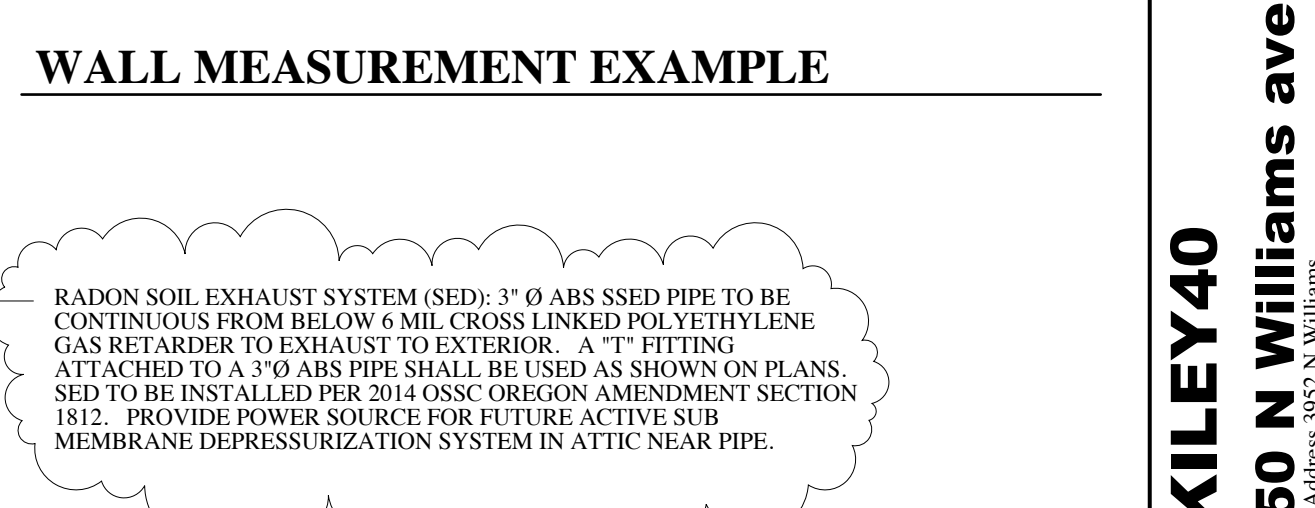 WALL MEASUREMENT EXAMPLE
RADON SOIL EXHAUST SYSTEM (SED): 3" Ø ABS SSED PIPE TO BE
CONTINUOUS FROM BELOW 6 MIL CROSS LINKED POLYETHYLENE
GAS RETARDER TO EXHAUST TO EXTERIOR. A "T" FITTING
ATTACHED TO A 3"Ø ABS PIPE SHALL BE USED AS SHOWN ON PLANS.
SED TO BE INSTALLED PER 2014 OSSC OREGON AMENDMENT SECTION
1812. PROVIDE POWER SOURCE FOR FUTURE ACTIVE SUB
MEMBRANE DEPRESSURIZATION SYSTEM IN ATTIC NEAR PIPE.
KILEY40
50 N Williams ave
Address 3952 N Williams